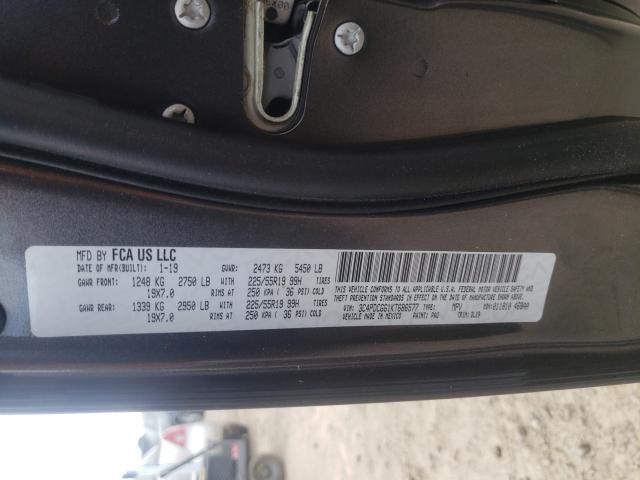 MFD BY FCA US LLC
DATE OF MFR(BUILT): 1-19 GVWR: 2473 KG 5450 LB
GAWR FRONT: 1248 KG 2750 LB WITH 225/55R19 99H TIRES
19X7.0 RIMS AT 250 KPA ( 36 PSI) COLD
GAWR REAR: 1339 KG 2950 LB WITH 225/55R19 99H TIRES
19X7.0 RIMS AT 250 KPA ( 36 PSI) COLD
THIS VEHICLE CONFORMS TO ALL APPLICABLE U.S.A. FEDERAL MOTOR VEHICLE SAFETY AND
THEFT PREVENTION STANDARDS IN EFFECT ON THE DATE OF MANUFACTURE SHOWN ABOVE.
VIN: 3C4PDCGG1KT686577 TYPE: MPV MDH:
VEHICLE MADE IN MEXICO PAINT: PAU TRIM: DLX9